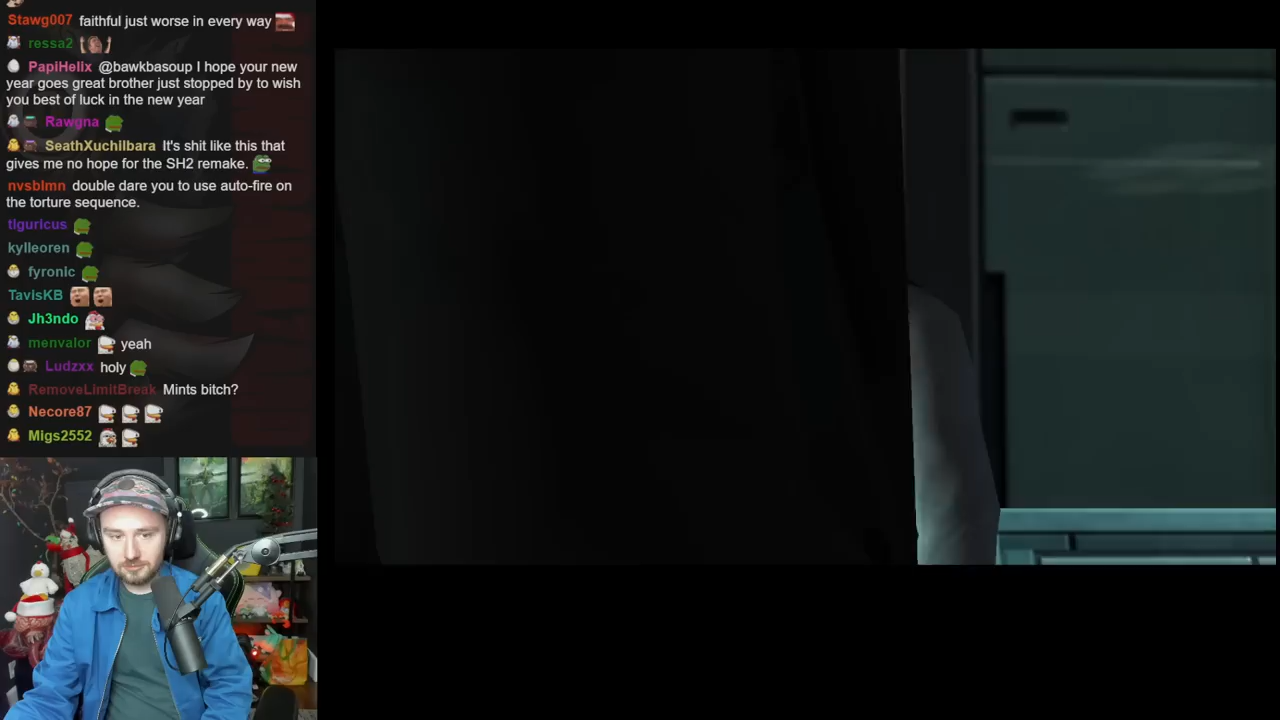 Stawg007 faithful just worse in every way
ressa2
PapiHelix @bawkbasoup I hope your new
year goes great brother just stopped by to wish
you best of luck in the new year
Rawgna
SeathXuchilbara It's shit like this that
gives me no hope for the SH2 remake.
nvsblmn double dare you to use auto-fire on
the torture sequence.
tlguricus
kylleoren
fyronic
TavisKB
Jh3ndo
menvalor yeah
Ludzxx holy
RemoveLimitBreak Mints bitch?
Necore87
Migs2552